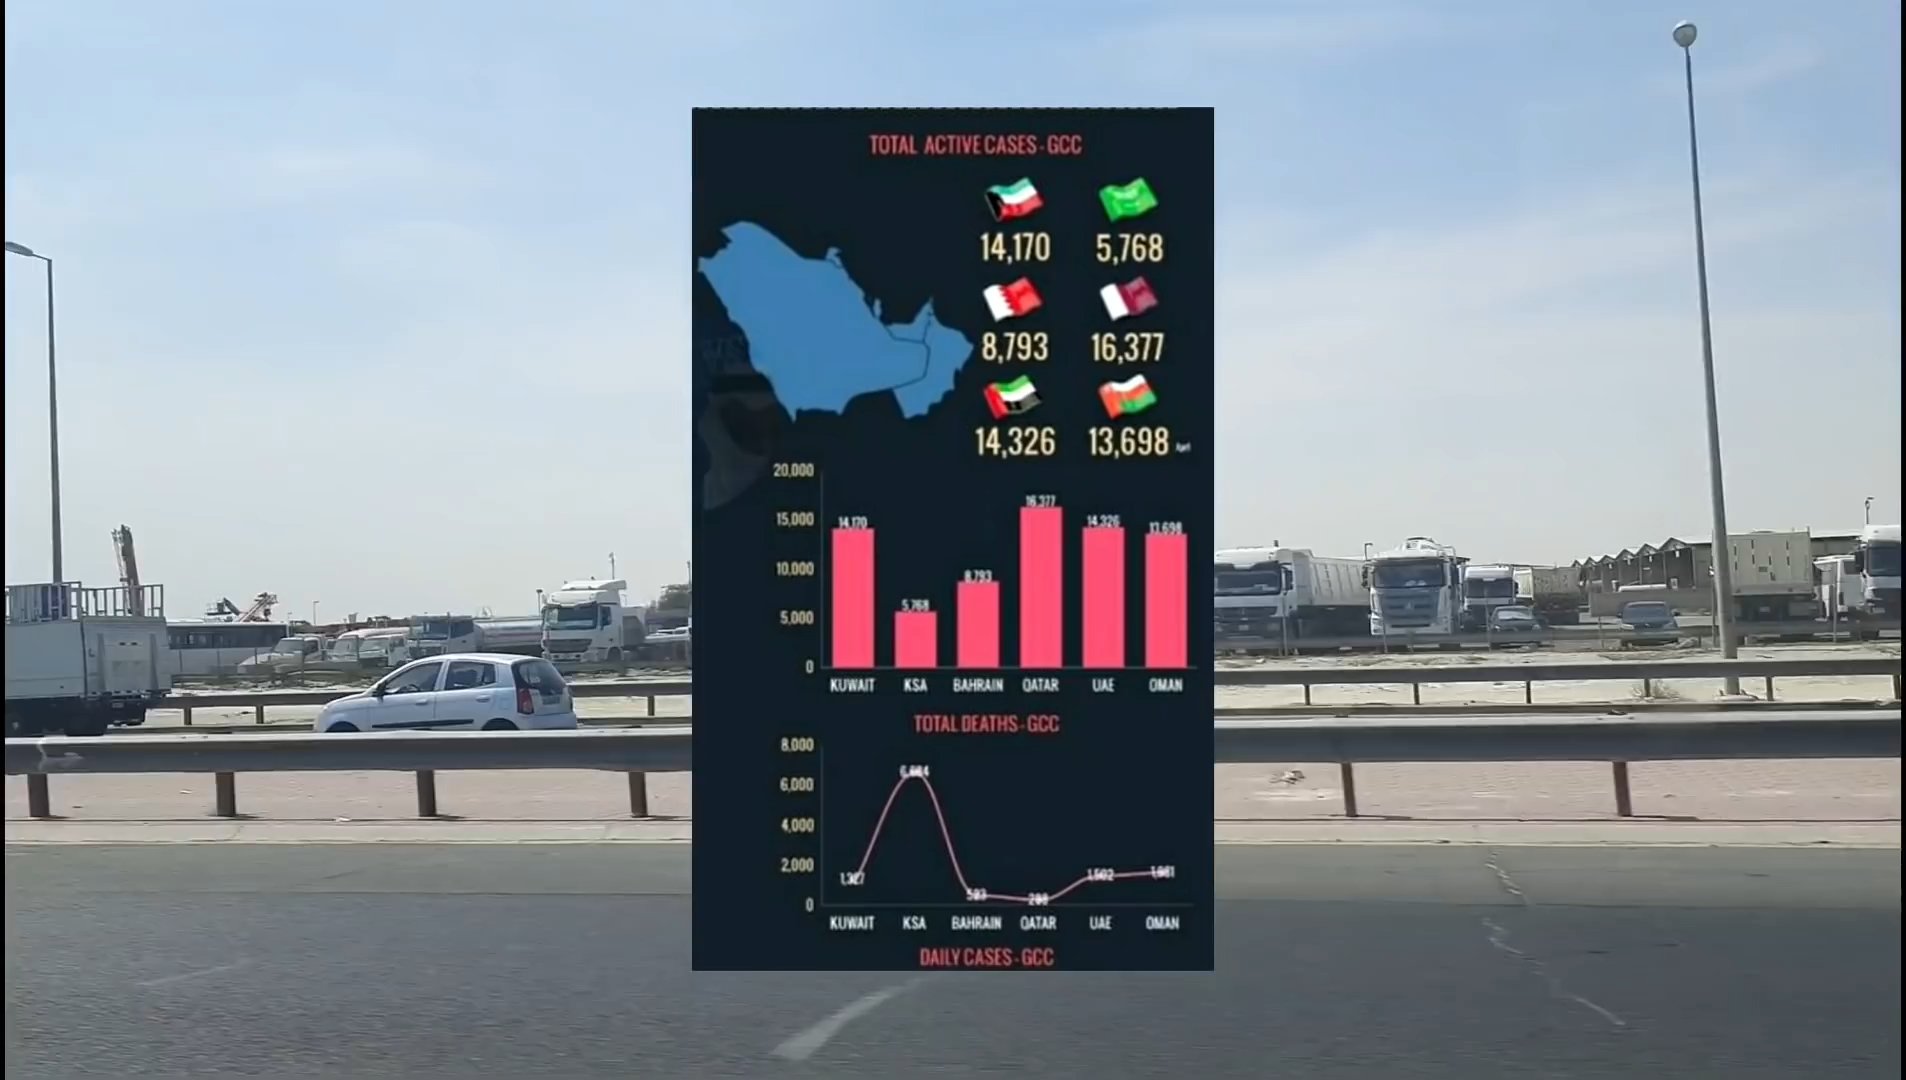 TOTAL ACTIVE CASES - GCC
14,170 5,768
8,793 16,377
14,326 13,698
20,000
15,000
10,000
5,000
0
14,170 5,768 8,793 16,377 14,326 13,698
KUWAIT KSA BAHRAIN QATAR UAE OMAN
TOTAL DEATHS - GCC
8,000
6,000
4,000
2,000
0
1,327 593 1,502
KUWAIT KSA BAHRAIN QATAR UAE OMAN
DAILY CASES - GCC